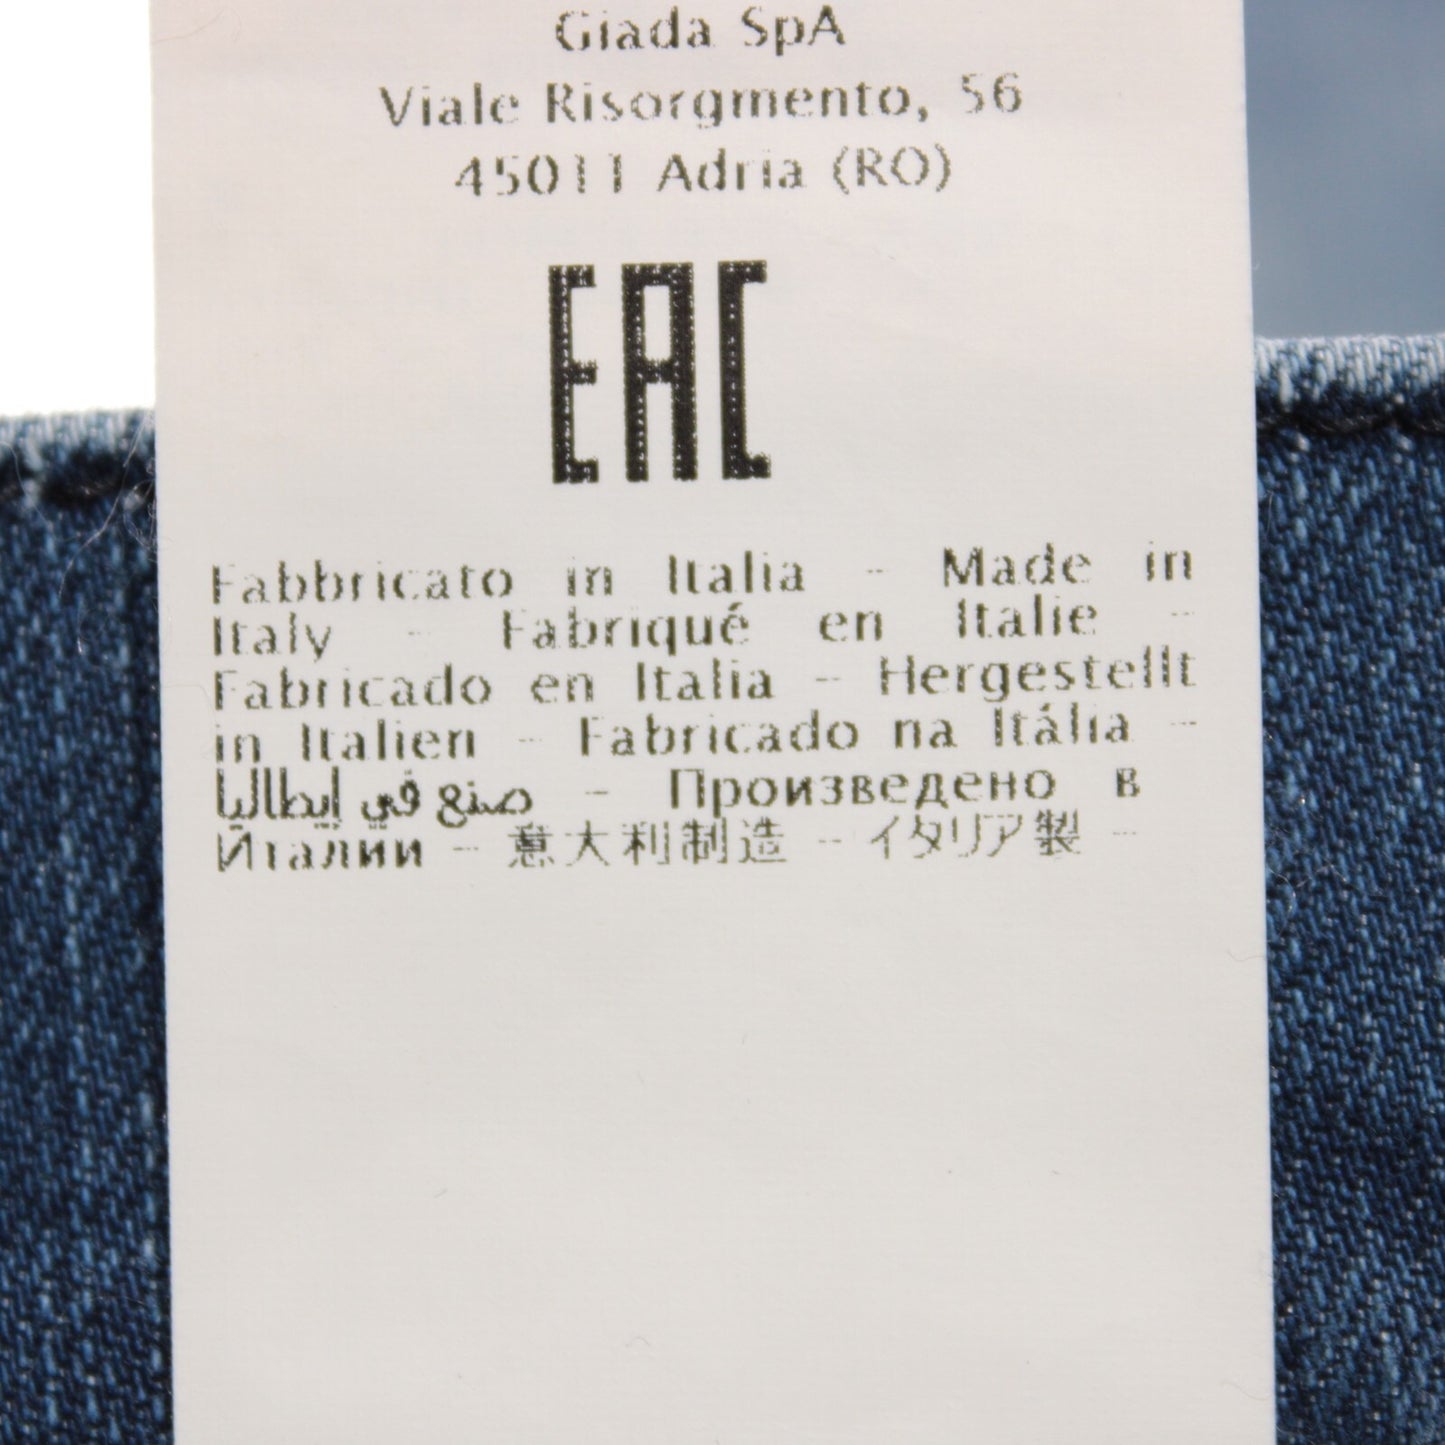 Giada SpA
Viale Risorgmento, 56
45011 Adria (RO)
EAC
Fabbricato in Italia - Made in
Italy - Fabriqué en Italie -
Fabricado en Italia - Hergestellt
in Italien - Fabricado na Itália -
صنع في إيطاليا - Произведено в
Италии - 意大利制造 - イタリア製 -